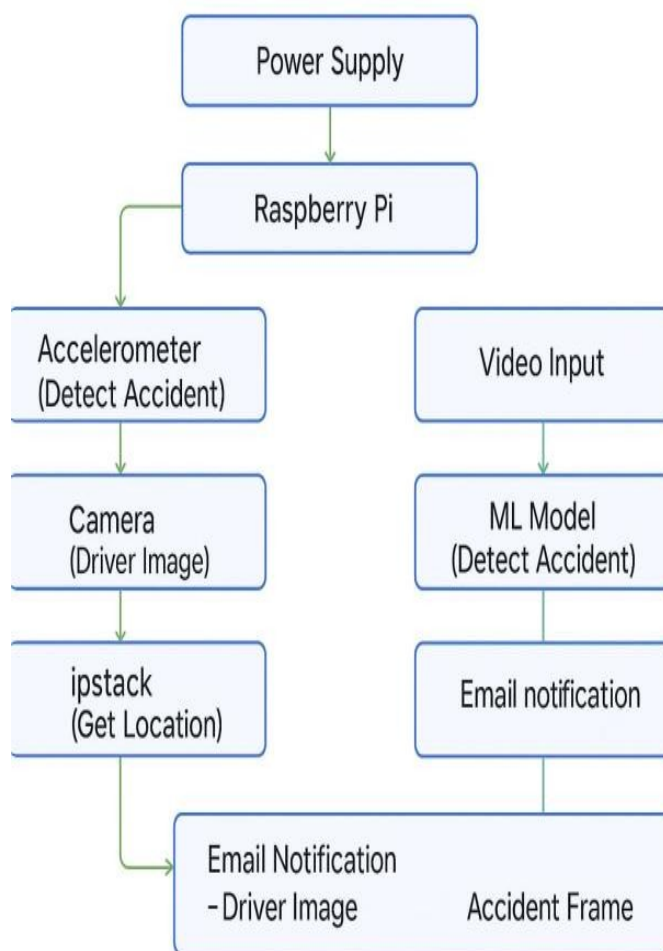 Power Supply
Raspberry Pi
Accelerometer
(Detect Accident)
Camera
(Driver Image)
ipstack
(Get Location)
Video Input
ML Model
(Detect Accident)
Email notification
Email Notification
-Driver Image Accident Frame